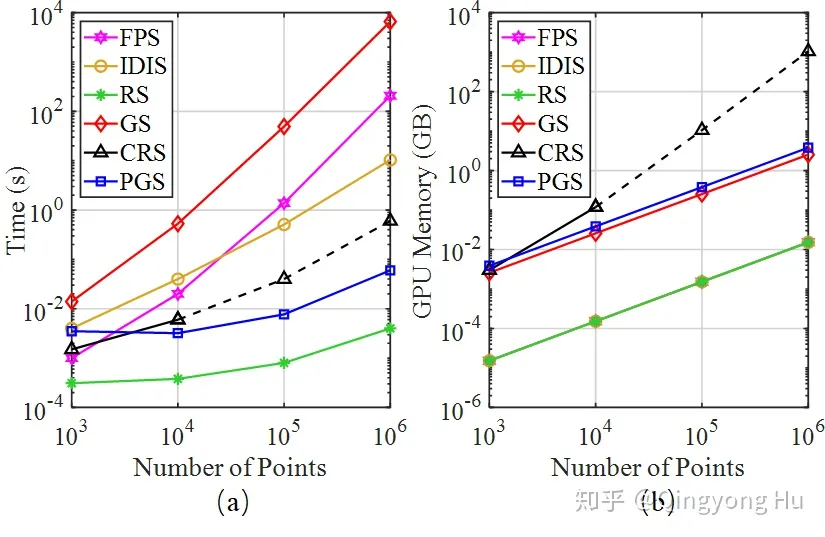 10^4
10^2
10^0
10^-2
10^-4
Time (s)
FPS
IDIS
RS
GS
CRS
PGS
10^3 10^4 10^5 10^6
Number of Points
(a)
10^4
10^2
10^0
10^-2
10^-4
10^-6
GPU Memory (GB)
FPS
IDIS
RS
GS
CRS
PGS
10^3 10^4 10^5 10^6
Number of Points
(b)
知乎 @Qingyong Hu